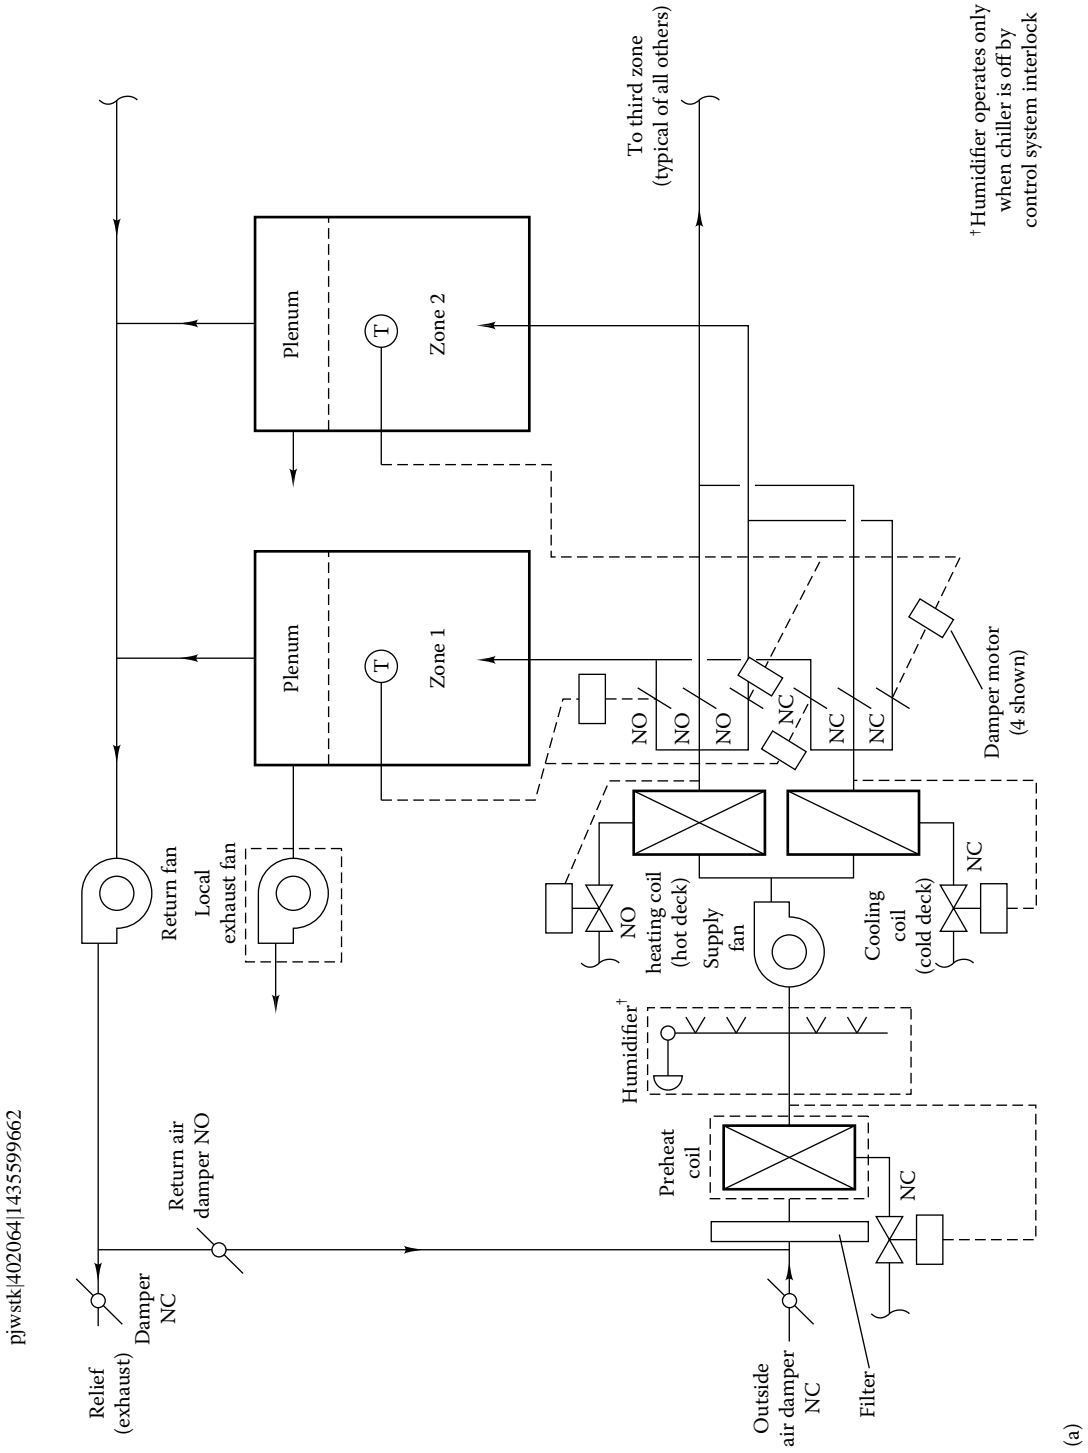 pjwstk|402064|1435599662
Relief
(exhaust)
Damper
NC
Return air
damper NO
Return fan
Local
exhaust fan
Plenum
T
Zone 1
Plenum
T
Zone 2
To third zone
(typical of all others)
†Humidifier operates only
when chiller is off by
control system interlock
Outside
air damper
NC
Filter
Preheat
coil
NC
Humidifier†
Supply
fan
NO
heating coil
(hot deck)
Cooling
coil
(cold deck)
NC
NO
NO
NO
NC
NC
NC
Damper motor
(4 shown)
(a)